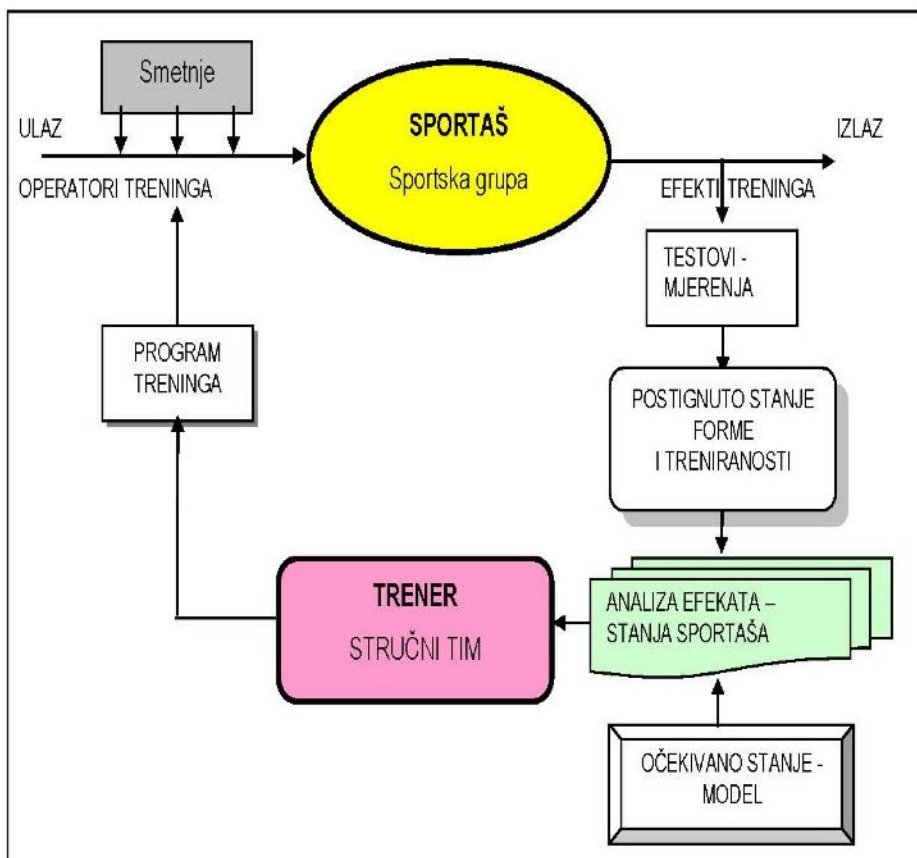 Smetnje
ULAZ
SPORTAŠ
Sportska grupa
IZLAZ
OPERATORI TRENINGA
EFEKTI TRENINGA
TESTOVI -
MJERENJA
PROGRAM
TRENINGA
POSTIGNUTO STANJE
FORME
I TRENIRANOSTI
TRENER
STRUČNI TIM
ANALIZA EFEKATA –
STANJA SPORTAŠA
OČEKIVANO STANJE -
MODEL